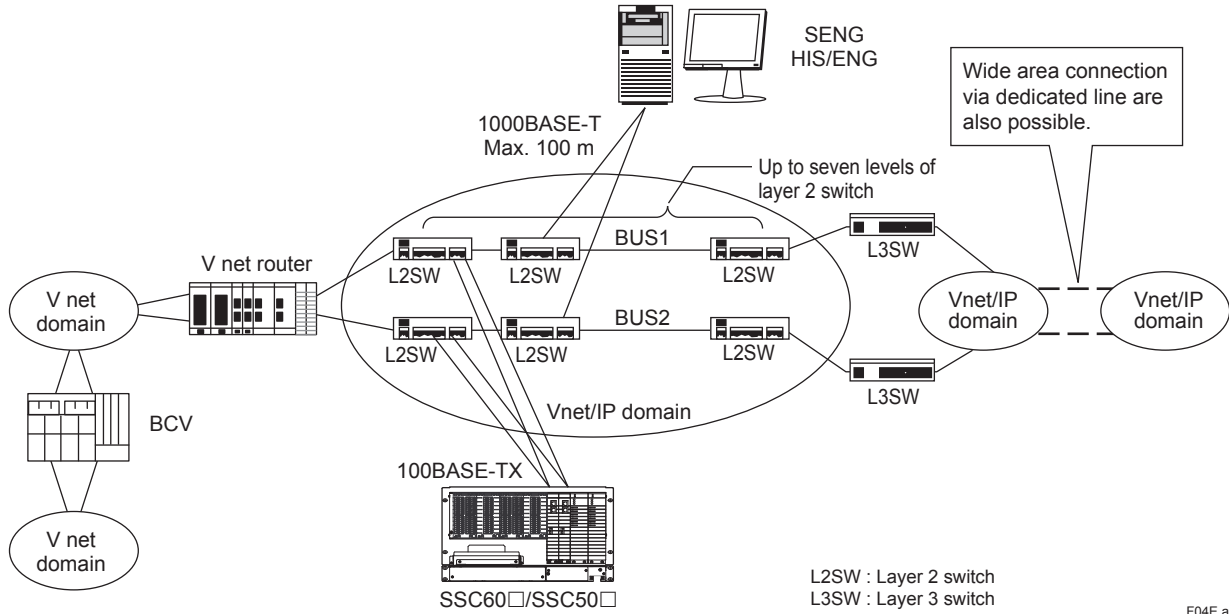 SENG
HIS/ENG
Wide area connection
via dedicated line are
also possible.
1000BASE-T
Max. 100 m
Up to seven levels of
layer 2 switch
V net router
V net
domain
L2SW
L2SW
BUS1
L2SW
L3SW
L2SW
L2SW
BUS2
L2SW
L3SW
Vnet/IP
domain
Vnet/IP
domain
Vnet/IP domain
BCV
V net
domain
100BASE-TX
SSC60□/SSC50□
L2SW : Layer 2 switch
L3SW : Layer 3 switch